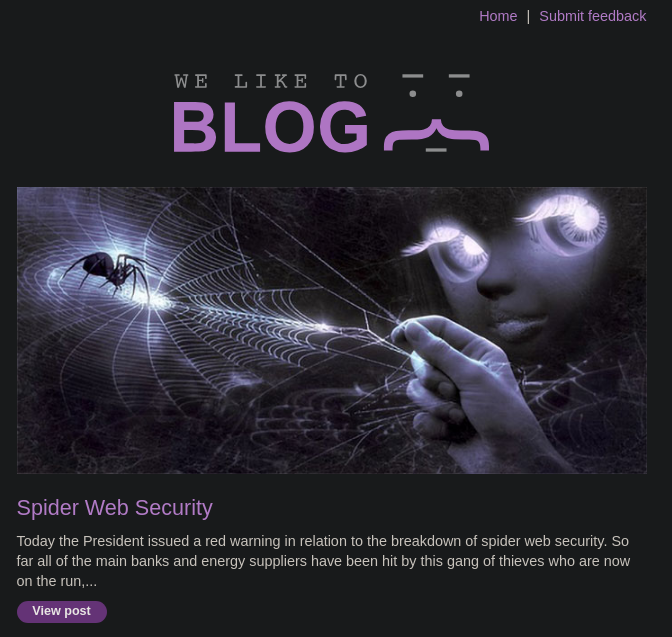 Home | Submit feedback
WE LIKE TO
BLOG
Spider Web Security
Today the President issued a red warning in relation to the breakdown of spider web security. So
far all of the main banks and energy suppliers have been hit by this gang of thieves who are now
on the run,...
View post